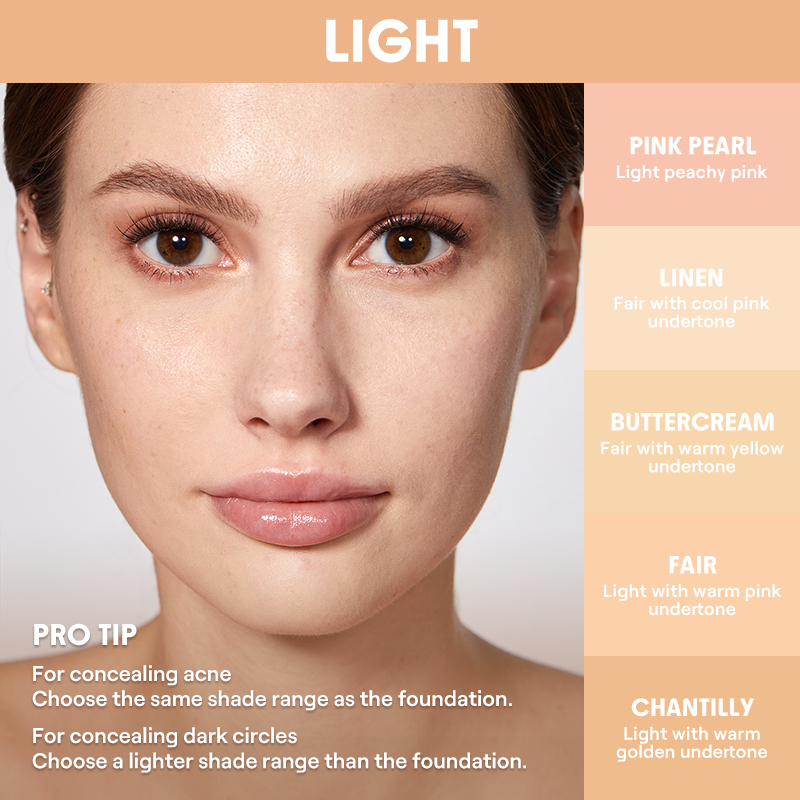 LIGHT
PINK PEARL
Light peachy pink
LINEN
Fair with cool pink
undertone
BUTTERCREAM
Fair with warm yellow
undertone
FAIR
Light with warm pink
undertone
CHANTILLY
Light with warm
golden undertone
PRO TIP
For concealing acne
Choose the same shade range as the foundation.
For concealing dark circles
Choose a lighter shade range than the foundation.